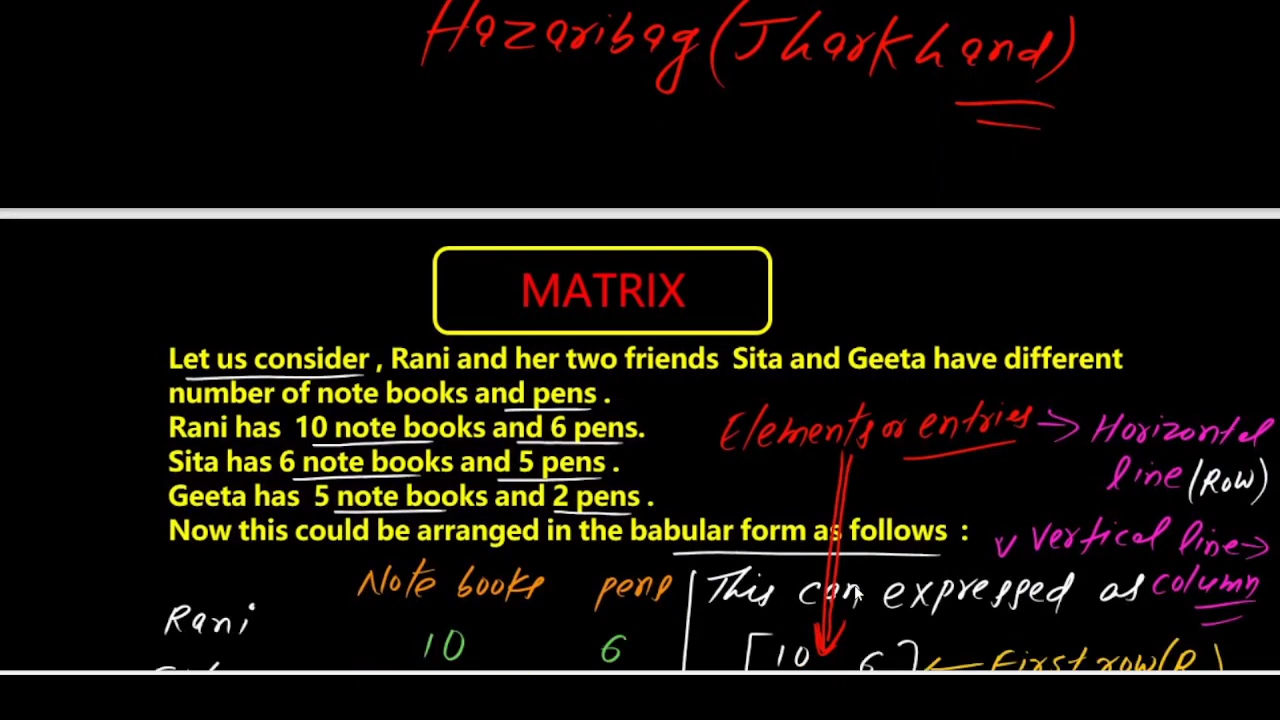 Hazaribag (Jharkhand)
MATRIX
Let us consider , Rani and her two friends Sita and Geeta have different
number of note books and pens .
Rani has 10 note books and 6 pens.
Sita has 6 note books and 5 pens .
Geeta has 5 note books and 2 pens .
Now this could be arranged in the babular form as follows :
Elements or entries → Horizontal
line (Row)
Vertical line →
column
Note books pens
Rani 10 6
This can expressed as
[10 6] ← First row (R